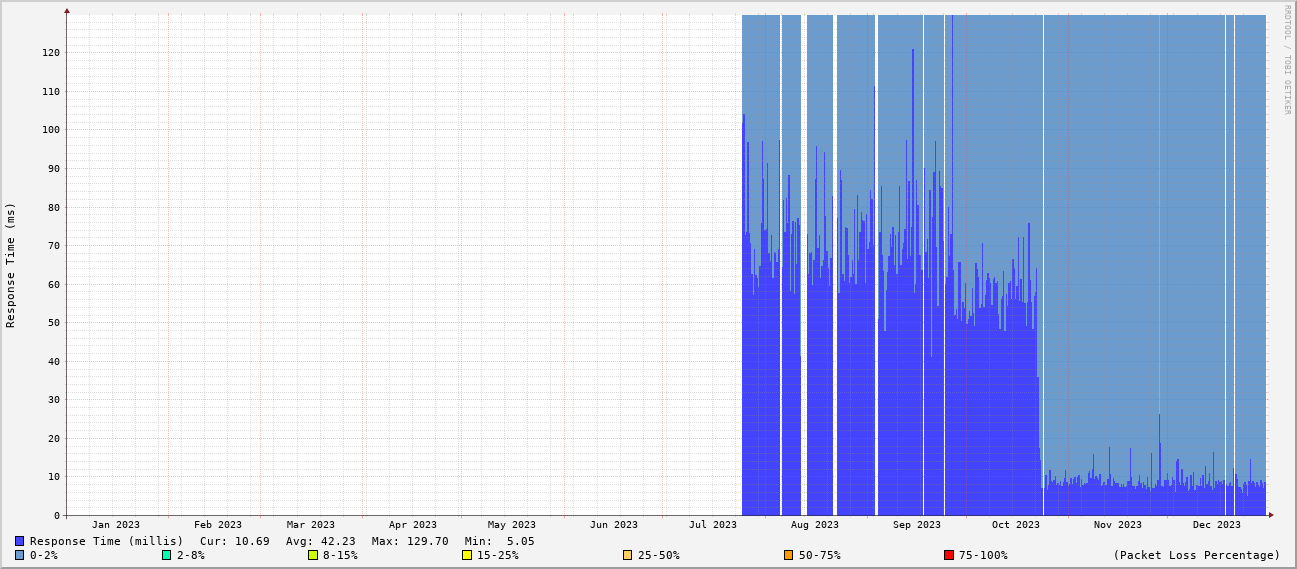 RRDTOOL / TOBI OETIKER
Response Time (ms)
120
110
100
90
80
70
60
50
40
30
20
10
0
Jan 2023 Feb 2023 Mar 2023 Apr 2023 May 2023 Jun 2023 Jul 2023 Aug 2023 Sep 2023 Oct 2023 Nov 2023 Dec 2023
Response Time (millis) Cur: 10.69 Avg: 42.23 Max: 129.70 Min: 5.05
0-2% 2-8% 8-15% 15-25% 25-50% 50-75% 75-100% (Packet Loss Percentage)